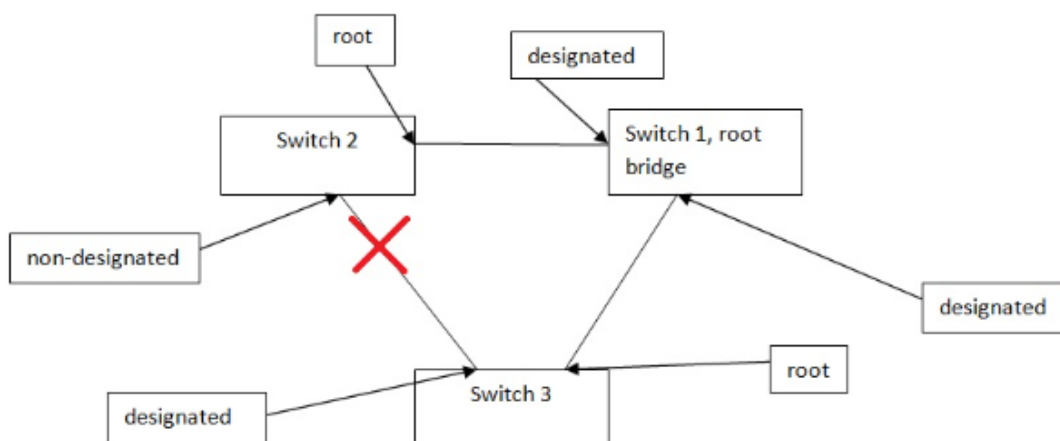 root
designated
Switch 2
Switch 1, root
bridge
non-designated
designated
root
Switch 3
designated